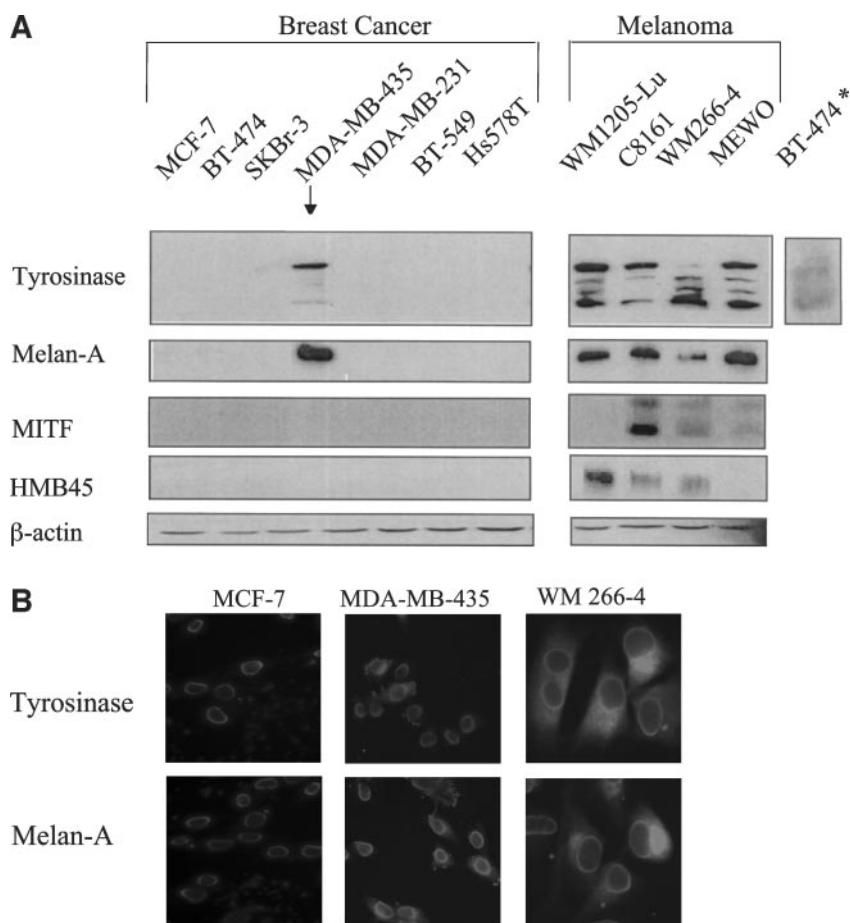 A
Breast Cancer
Melanoma
MCF-7
BT-474
SKBr-3
MDA-MB-435
MDA-MB-231
BT-549
Hs578T
WM1205-Lu
C8161
WM266-4
MEWO
BT-474*
Tyrosinase
Melan-A
MITF
HMB45
β-actin
B
MCF-7
MDA-MB-435
WM 266-4
Tyrosinase
Melan-A